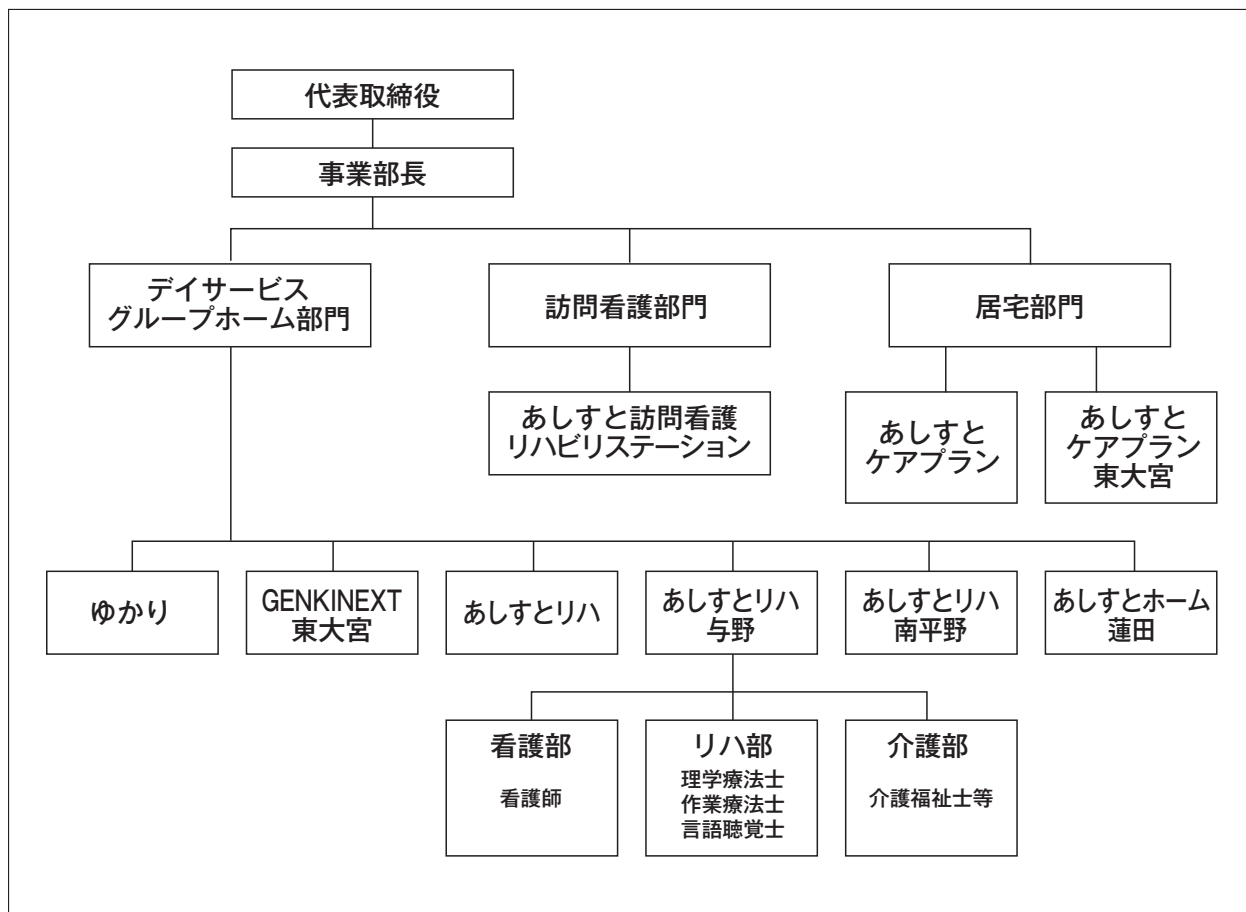 代表取締役
事業部長
デイサービス
グループホーム部門
訪問看護部門
居宅部門
あしすと訪問看護
リハビリステーション
あしすと
ケアプラン
あしすと
ケアプラン
東大宮
ゆかり
GENKINEXT
東大宮
あしすとリハ
あしすとリハ
与野
あしすとリハ
南平野
あしすとホーム
蓮田
看護部
看護師
リハ部
理学療法士
作業療法士
言語聴覚士
介護部
介護福祉士等